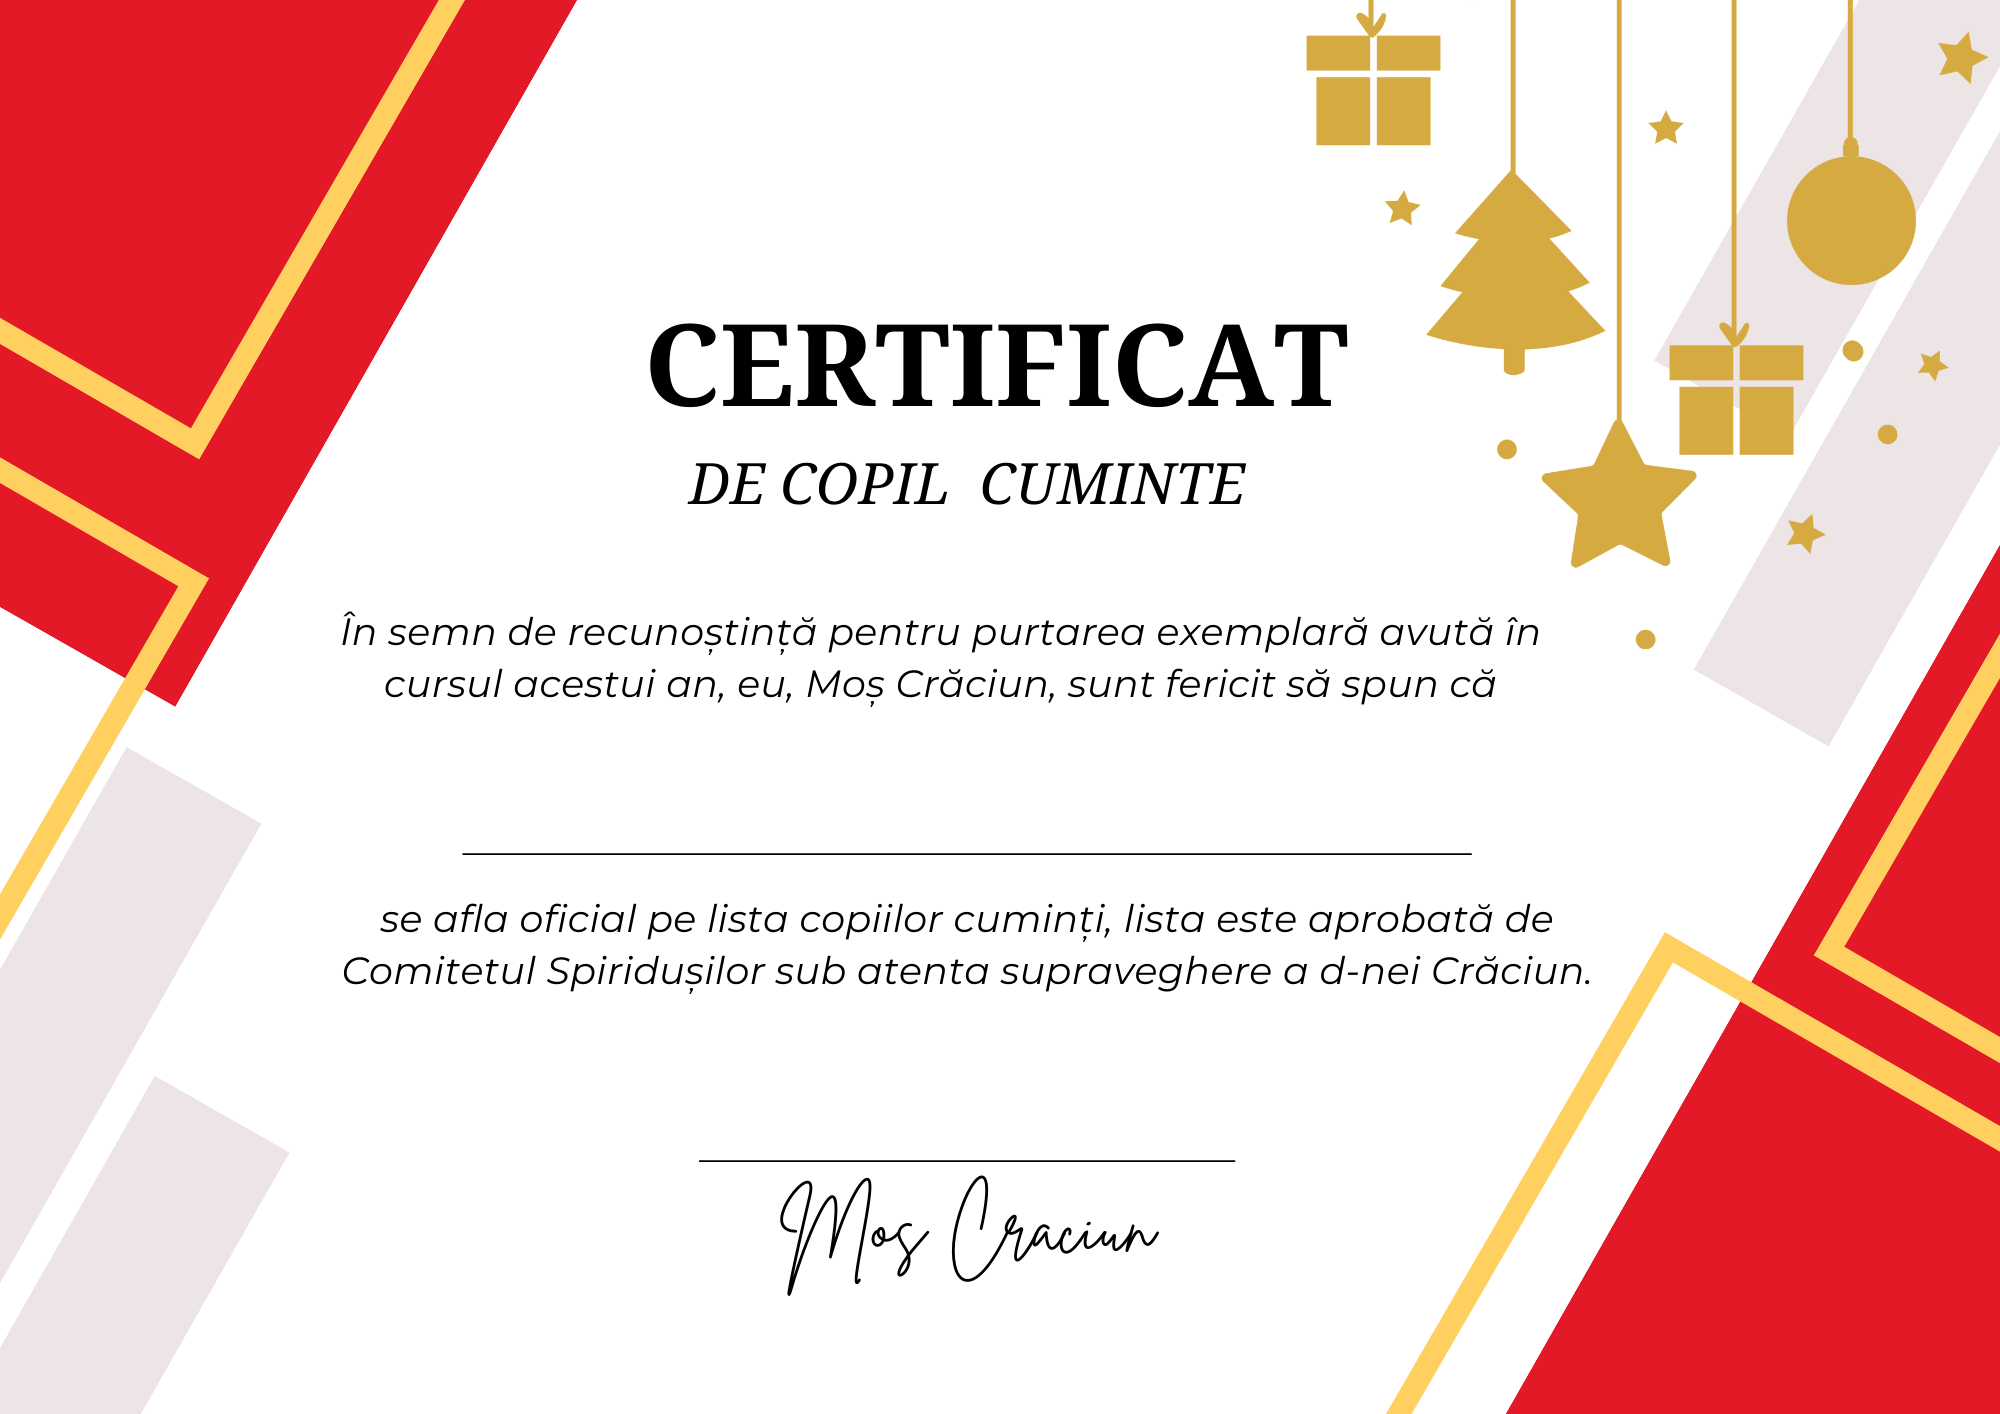 CERTIFICAT
DE COPIL CUMINTE
În semn de recunoștință pentru purtarea exemplară avută în
cursul acestui an, eu, Moș Crăciun, sunt fericit să spun că
se afla oficial pe lista copiilor cuminți, lista este aprobată de
Comitetul Spiridușilor sub atenta supraveghere a d-nei Crăciun.
Mos Craciun